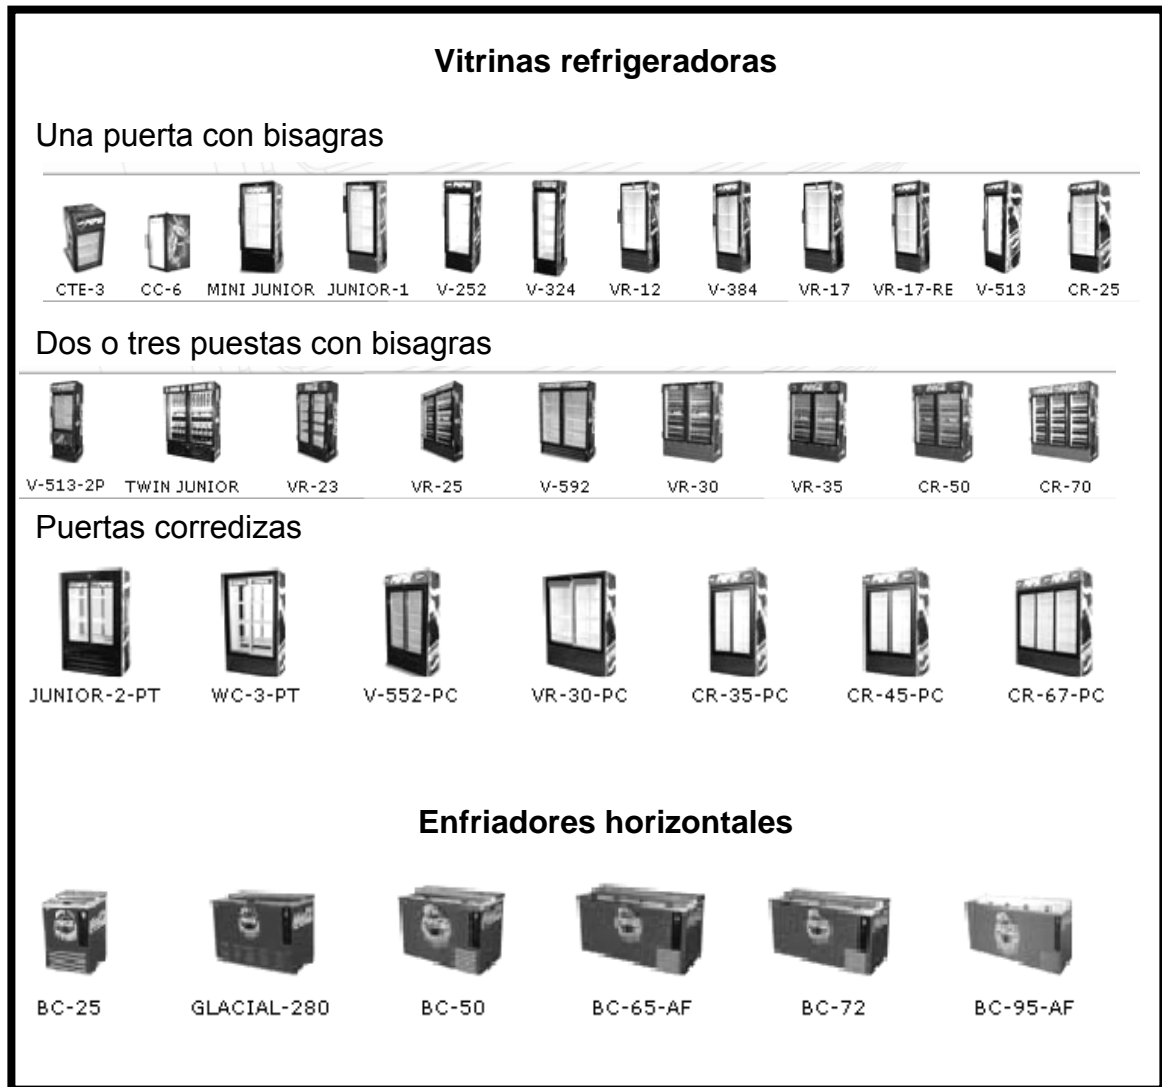 Vitrinas refrigeradoras
Una puerta con bisagras
CTE-3 CC-6 MINI JUNIOR JUNIOR-1 V-252 V-324 VR-12 V-384 VR-17 VR-17-RE V-513 CR-25
Dos o tres puestas con bisagras
V-513-2P TWIN JUNIOR VR-23 VR-25 V-592 VR-30 VR-35 CR-50 CR-70
Puertas corredizas
JUNIOR-2-PT WC-3-PT V-552-PC VR-30-PC CR-35-PC CR-45-PC CR-67-PC
Enfriadores horizontales
BC-25 GLACIAL-280 BC-50 BC-65-AF BC-72 BC-95-AF